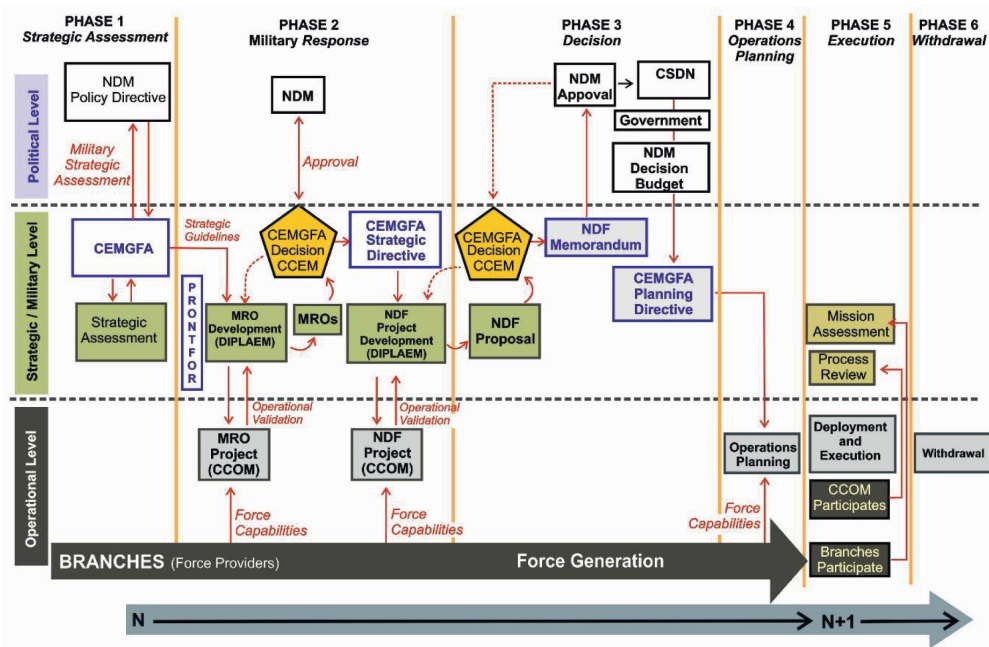 PHASE 1
Strategic Assessment
PHASE 2
Military Response
PHASE 3
Decision
PHASE 4
Operations
Planning
PHASE 5
Execution
PHASE 6
Withdrawal
Political Level
NDM
Policy Directive
Military
Strategic
Assessment
NDM
Approval
NDM
Appoval
CSDN
Government
NDM
Decision
Budget
Strategic / Military Level
CEMGFA
Strategic
Assessment
Strategic
Guidelines
PRONTFOR
CEMGFA
Decision
CCEM
MRO
Development
(DIPLAEM)
MROs
CEMGFA
Strategic
Directive
NDF
Project
Development
(DIPLAEM)
CEMGFA
Decision
CCEM
NDF
Proposal
NDF
Memorandum
CEMGFA
Planning
Directive
Mission
Assessment
Process
Review
Operational Level
Operational
Validation
MRO
Project
(CCOM)
Force
Capabilities
Operational
Validation
NDF
Project
(CCOM)
Force
Capabilities
Operations
Planning
Force
Capabilities
Deployment
and
Execution
CCOM
Participates
Branches
Participate
Withdrawal
BRANCHES (Force Providers)
Force Generation
N
N+1